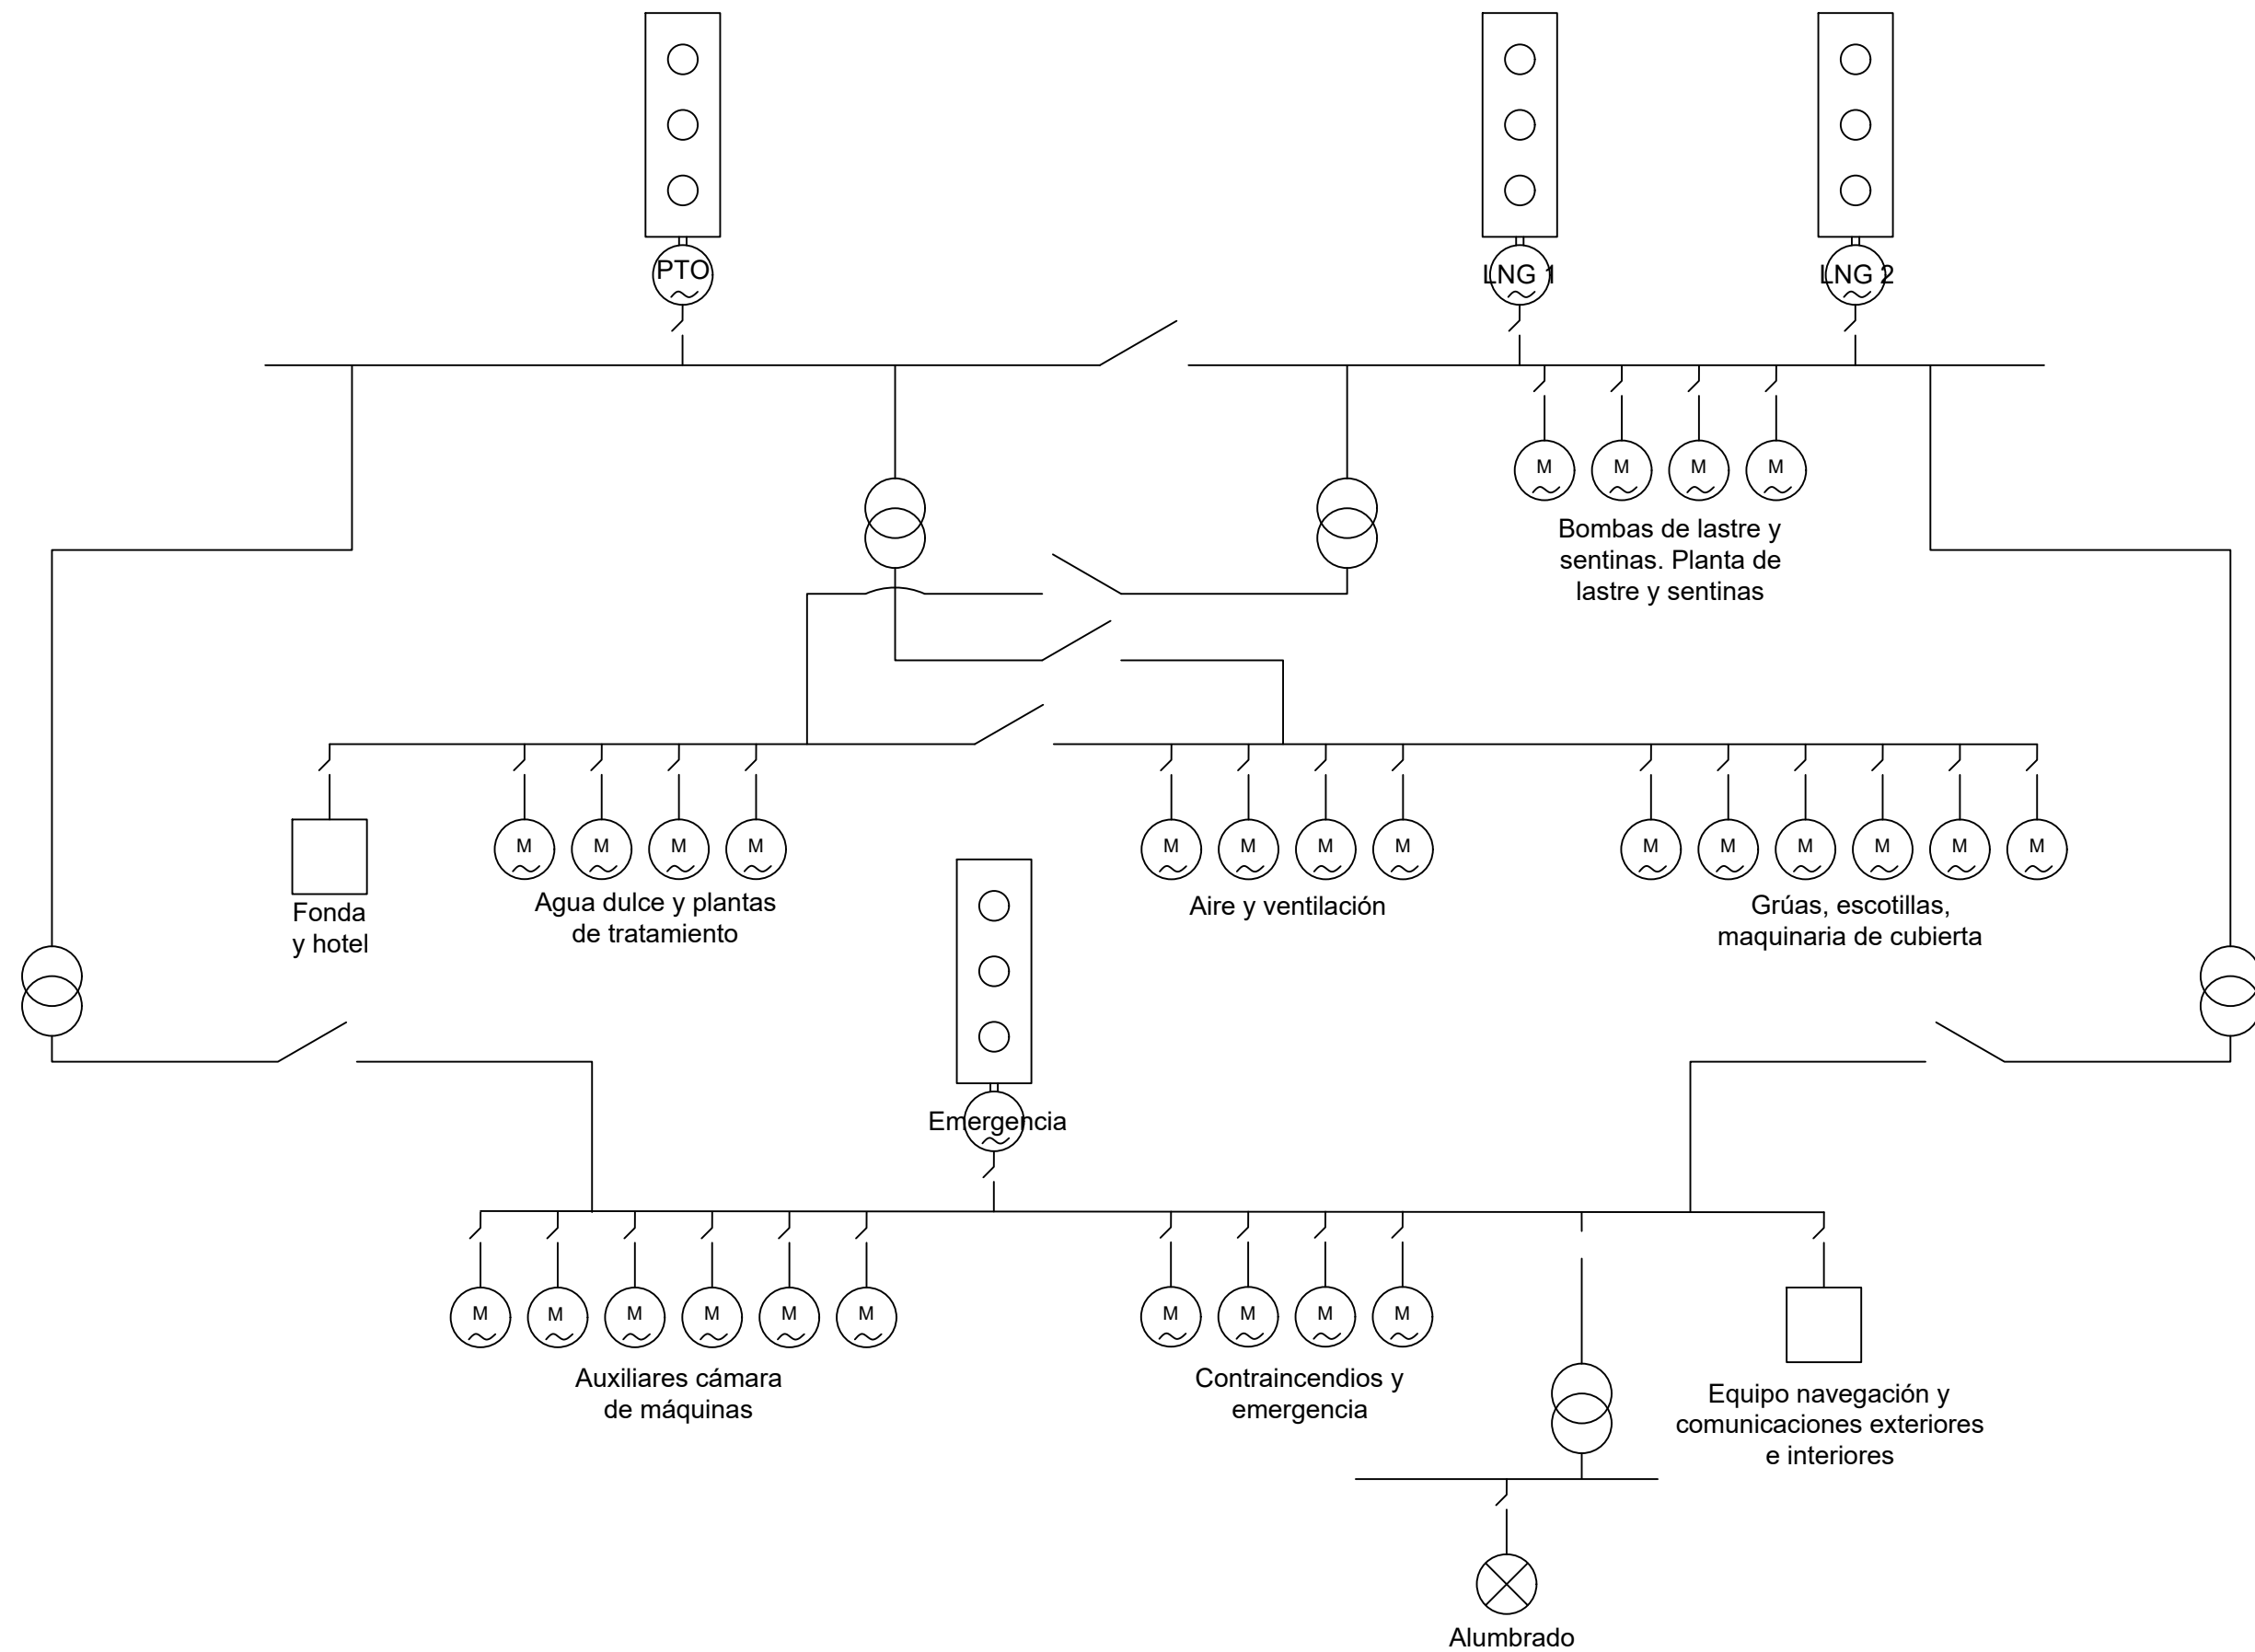 PTO
LNG 1
LNG 2
M
M
M
M
Bombas de lastre y
sentinas. Planta de
lastre y sentinas
M
M
M
M
M
M
M
M
M
M
M
M
M
M
Fonda
y hotel
Agua dulce y plantas
de tratamiento
Aire y ventilación
Grúas, escotillas,
maquinaria de cubierta
Emergencia
M
M
M
M
M
M
M
M
M
M
Auxiliares cámara
de máquinas
Contraincendios y
emergencia
Equipo navegación y
comunicaciones exteriores
e interiores
Alumbrado